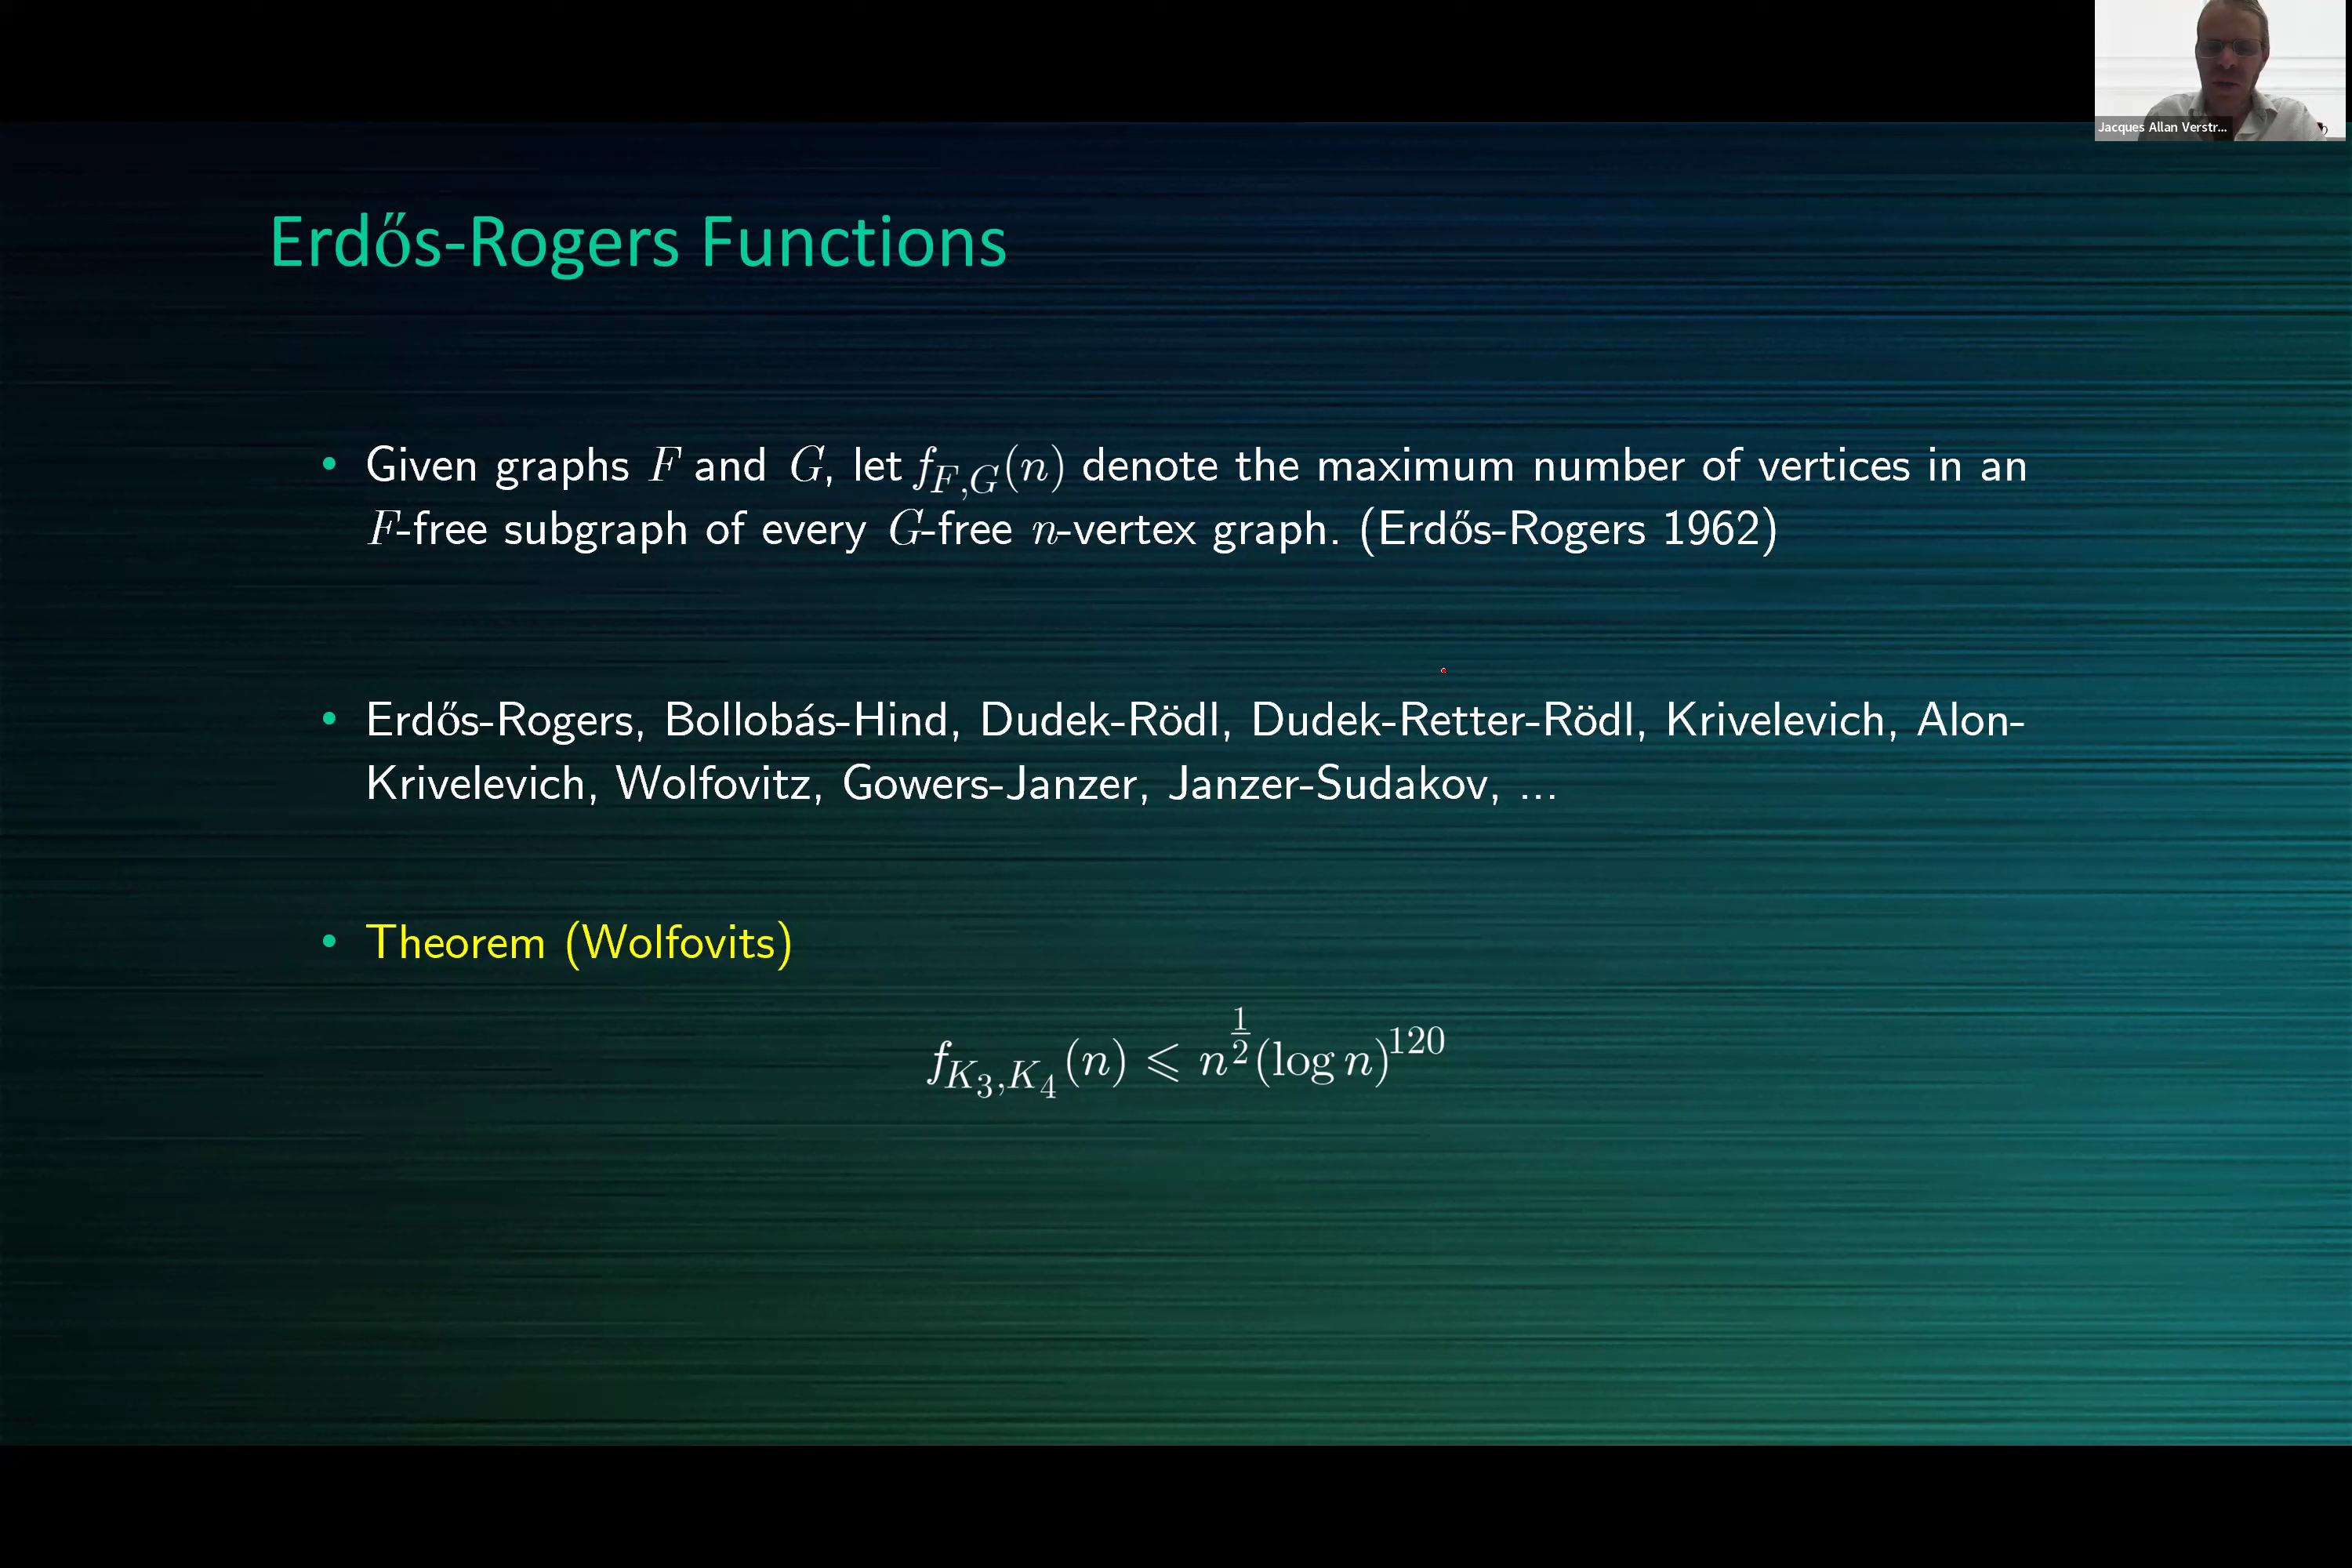 Jacques Allan Verstr...
Erdős-Rogers Functions
• Given graphs F and G, let f_{F,G}(n) denote the maximum number of vertices in an
F-free subgraph of every G-free n-vertex graph. (Erdős-Rogers 1962)
• Erdős-Rogers, Bollobás-Hind, Dudek-Rödl, Dudek-Retter-Rödl, Krivelevich, Alon-
Krivelevich, Wolfovitz, Gowers-Janzer, Janzer-Sudakov, ...
• Theorem (Wolfovits)
f_{K_3,K_4}(n) ⩽ n^{\frac{1}{2}}(log n)^{120}